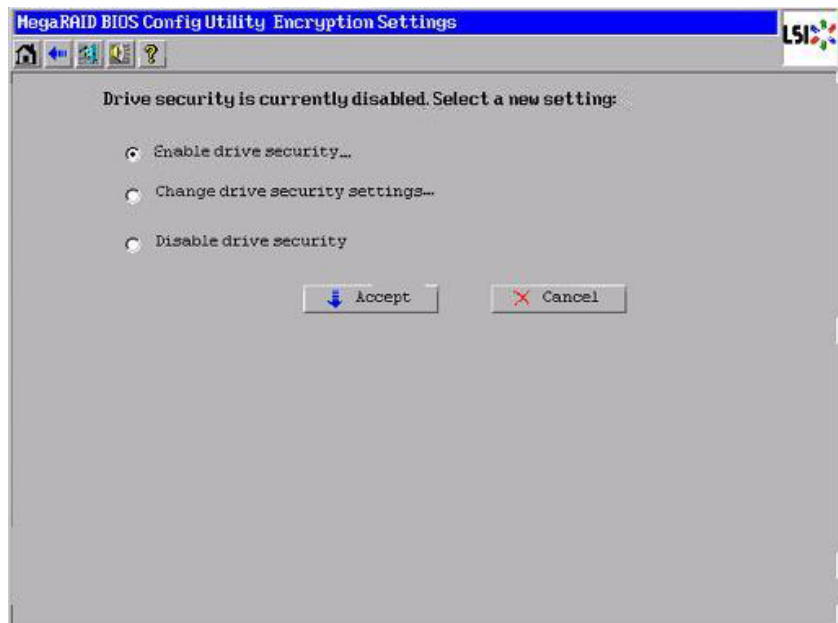 MegaRAID BIOS Config Utility Encryption Settings
LSI
?
Drive security is currently disabled. Select a new setting:
Enable drive security...
Change drive security settings...
Disable drive security
Accept
Cancel